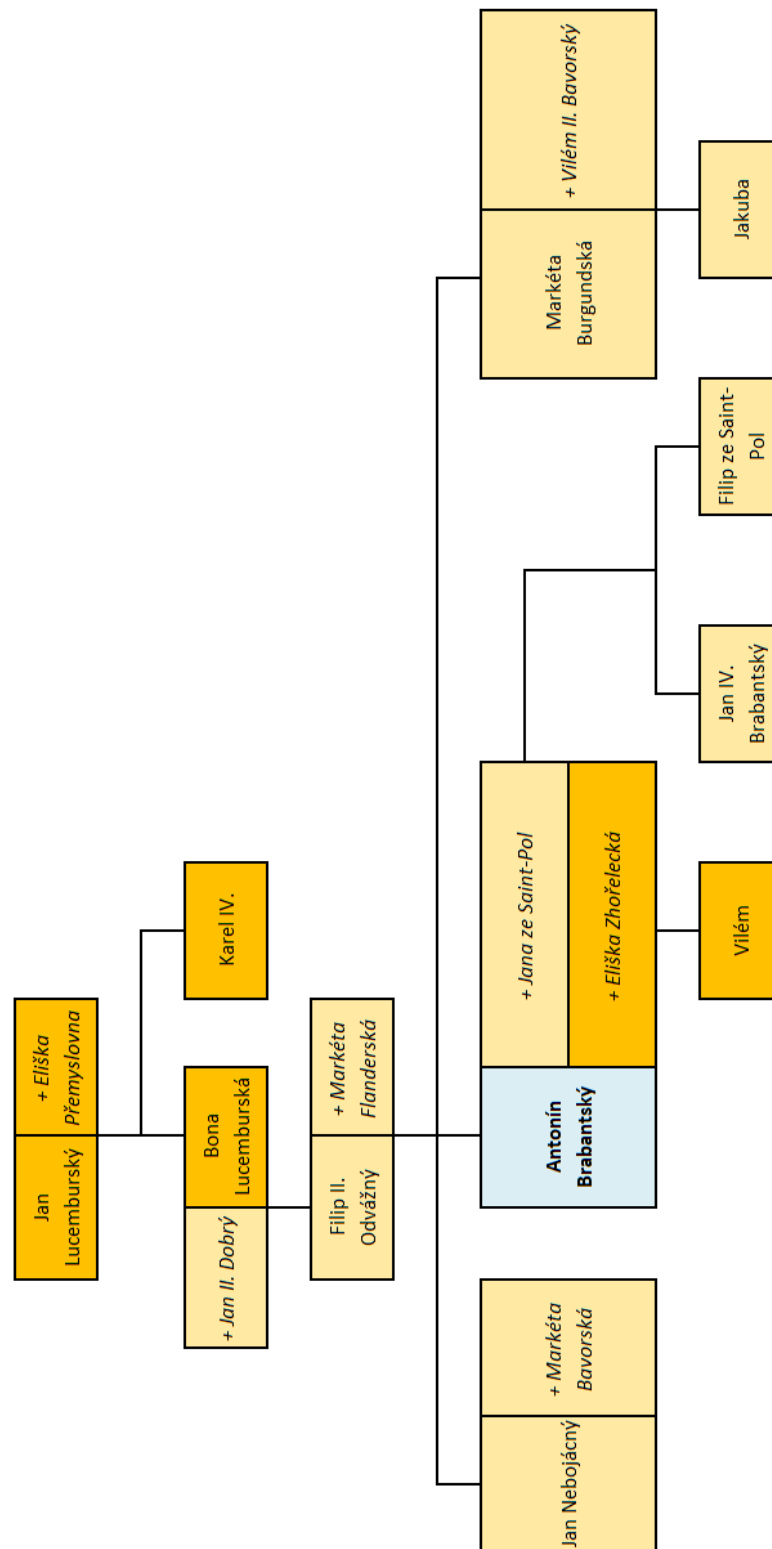 Jan
Lucemburský
+ Eliška
Přemyslovna
+ Jan II. Dobrý
Bona
Lucemburská
Karel IV.
Filip II.
Odvážný
+ Markéta
Flanderská
Jan Nebojácný
+ Markéta
Bavorská
Antonín
Brabantský
+ Jana ze Saint-Pol
+ Eliška Zhořelecká
Markéta
Burgundská
+ Vilém II. Bavorský
Vilém
Jan IV.
Brabantský
Filip ze Saint-
Pol
Jakuba